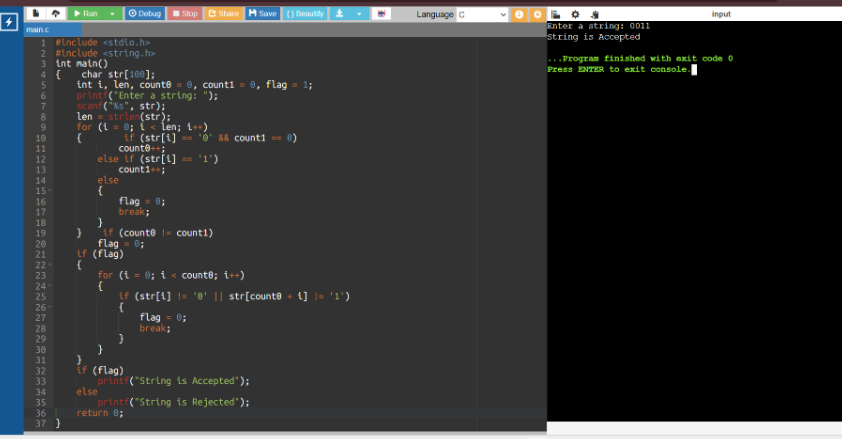 Run Debug Stop Share Save { } Beautify Language C
main.c
1 #include <stdio.h>
2 #include <string.h>
3 int main()
4 { char str[100];
5 int i, len, count0 = 0, count1 = 0, flag = 1;
6 printf("Enter a string: ");
7 scanf("%s", str);
8 len = strlen(str);
9 for (i = 0; i < len; i++)
10 { if (str[i] == '0' && count1 == 0)
11 count0++;
12 else if (str[i] == '1')
13 count1++;
14 else
15 {
16 flag = 0;
17 break;
18 }
19 } if (count0 != count1)
20 flag = 0;
21 if (flag)
22 {
23 for (i = 0; i < count0; i++)
24 {
25 if (str[i] != '0' || str[count0 + i] != '1')
26 {
27 flag = 0;
28 break;
29 }
30 }
31 }
32 if (flag)
33 printf("String is Accepted");
34 else
35 printf("String is Rejected");
36 return 0;
37 }
input
Enter a string: 0011
String is Accepted
...Program finished with exit code 0
Press ENTER to exit console.